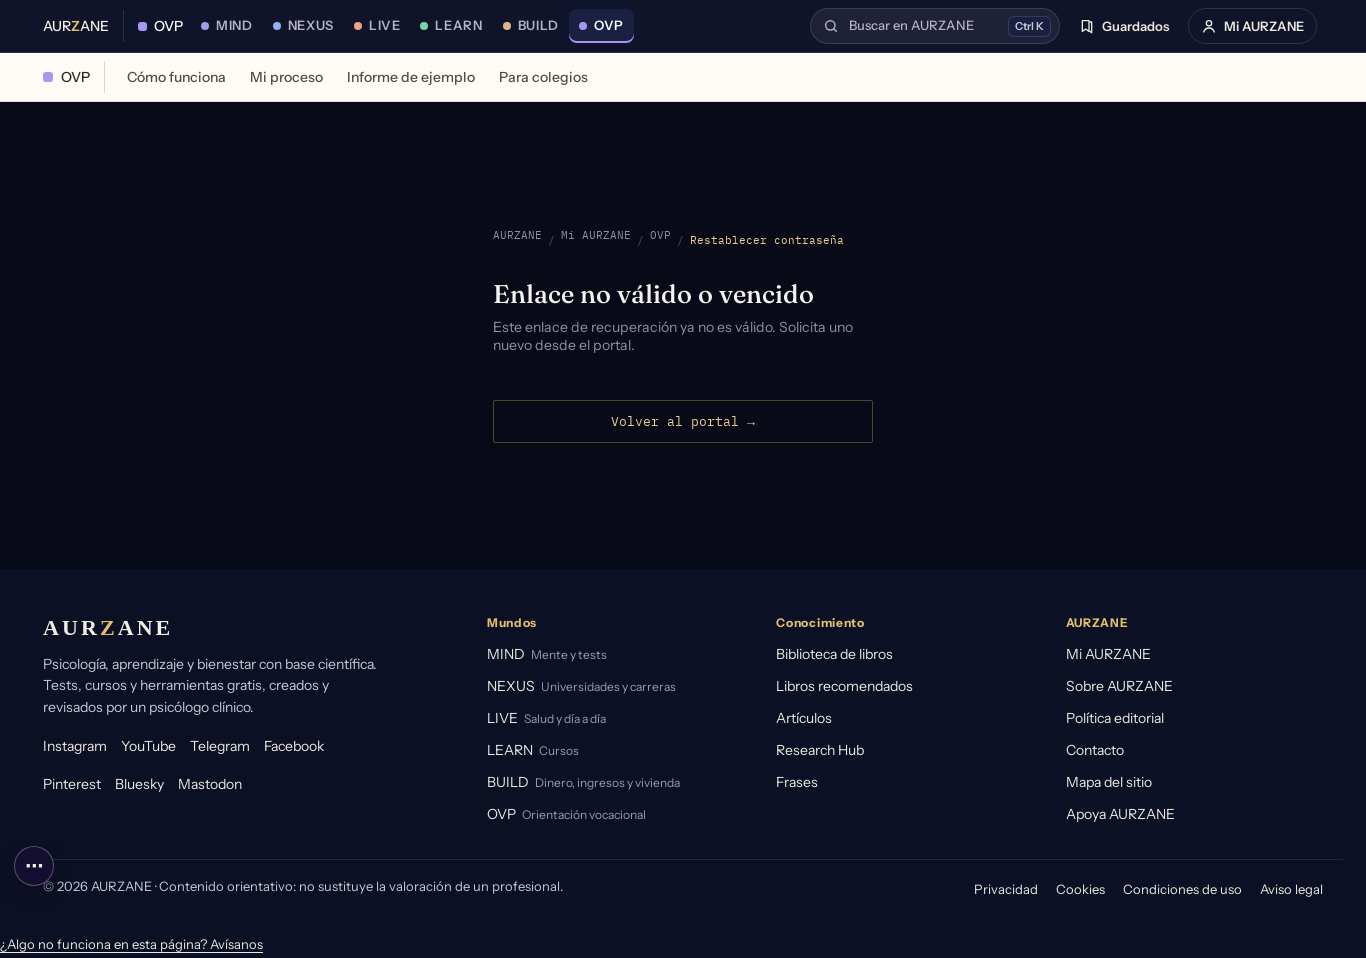 AURZANE OVP MIND NEXUS LIVE LEARN BUILD OVP Buscar en AURZANE Ctrl K Guardados Mi AURZANE
OVP Cómo funciona Mi proceso Informe de ejemplo Para colegios
AURZANE / Mi AURZANE / OVP / Restablecer contraseña
Enlace no válido o vencido
Este enlace de recuperación ya no es válido. Solicita uno
nuevo desde el portal.
Volver al portal →
AURZANE
Psicología, aprendizaje y bienestar con base científica.
Tests, cursos y herramientas gratis, creados y
revisados por un psicólogo clínico.
Instagram YouTube Telegram Facebook
Pinterest Bluesky Mastodon
Mundos
MIND Mente y tests
NEXUS Universidades y carreras
LIVE Salud y día a día
LEARN Cursos
BUILD Dinero, ingresos y vivienda
OVP Orientación vocacional
Conocimiento
Biblioteca de libros
Libros recomendados
Artículos
Research Hub
Frases
AURZANE
Mi AURZANE
Sobre AURZANE
Política editorial
Contacto
Mapa del sitio
Apoya AURZANE
© 2026 AURZANE · Contenido orientativo: no sustituye la valoración de un profesional.
Privacidad Cookies Condiciones de uso Aviso legal
¿Algo no funciona en esta página? Avísanos